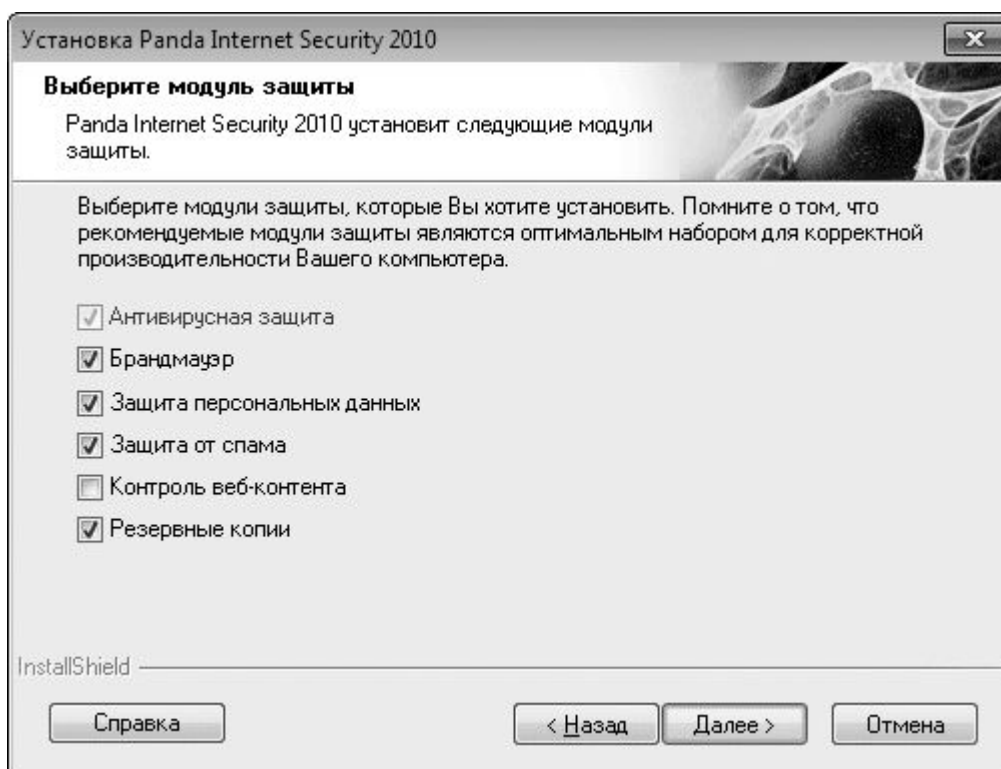 Установка Panda Internet Security 2010
Выберите модуль защиты
Panda Internet Security 2010 установит следующие модули
защиты.
Выберите модули защиты, которые Вы хотите установить. Помните о том, что
рекомендуемые модули защиты являются оптимальным набором для корректной
производительности Вашего компьютера.
Антивирусная защита
Брандмауэр
Защита персональных данных
Защита от спама
Контроль веб-контента
Резервные копии
InstallShield
Справка
< Назад
Далее >
Отмена